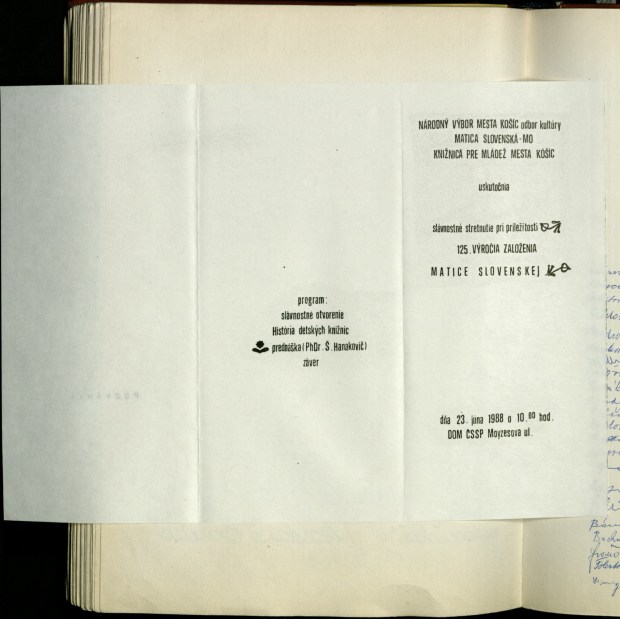 NÁRODNÝ VÝBOR MESTA KOŠÍC odbor kultúry
MATICA SLOVENSKÁ-MO
KNIŽNICA PRE MLÁDEŽ MESTA KOŠÍC
uskutočnia
slávnostné stretnutie pri príležitosti
125. VÝROČIA ZALOŽENIA
MATICE SLOVENSKEJ
program:
slávnostné otvorenie
História detských knižníc
prednáška (PhDr. Š. Hanakovič)
záver
dňa 23. júna 1988 o 10.00 hod.
DOM ČSSP Moyzesova ul.